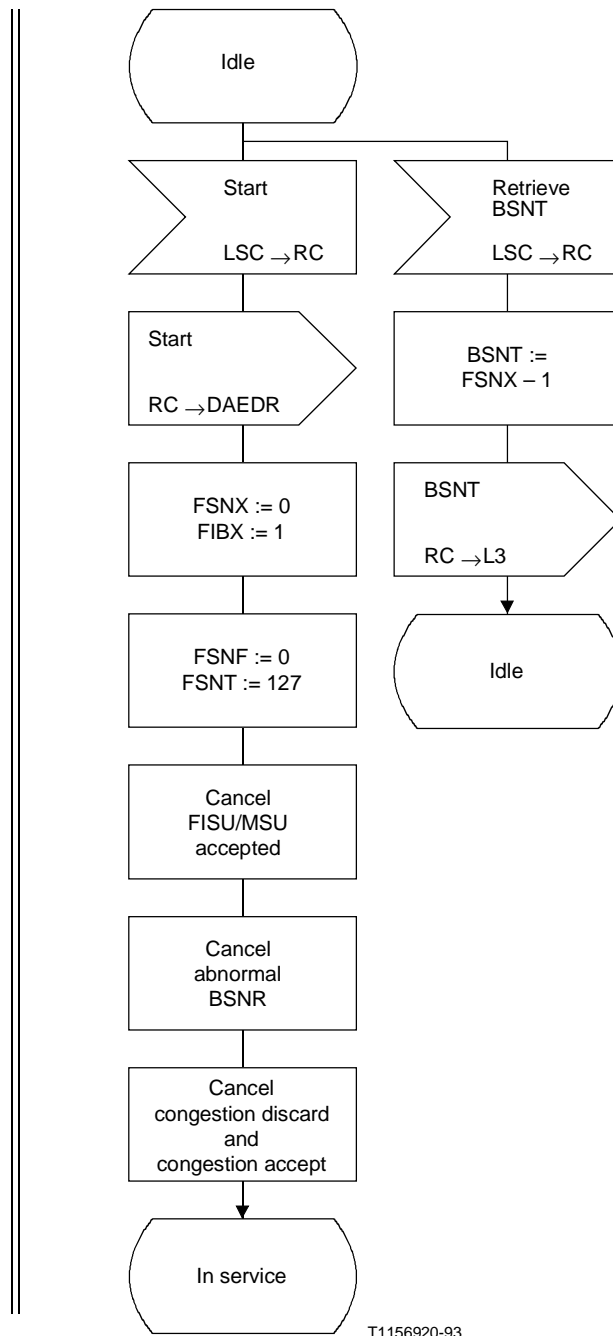 Idle
Start
LSC → RC
Retrieve
BSNT
LSC → RC
Start
RC → DAEDR
BSNT :=
FSNX – 1
FSNX := 0
FIBX := 1
BSNT
RC → L3
FSNF := 0
FSNT := 127
Idle
Cancel
FISU/MSU
accepted
Cancel
abnormal
BSNR
Cancel
congestion discard
and
congestion accept
In service
T1156920-93